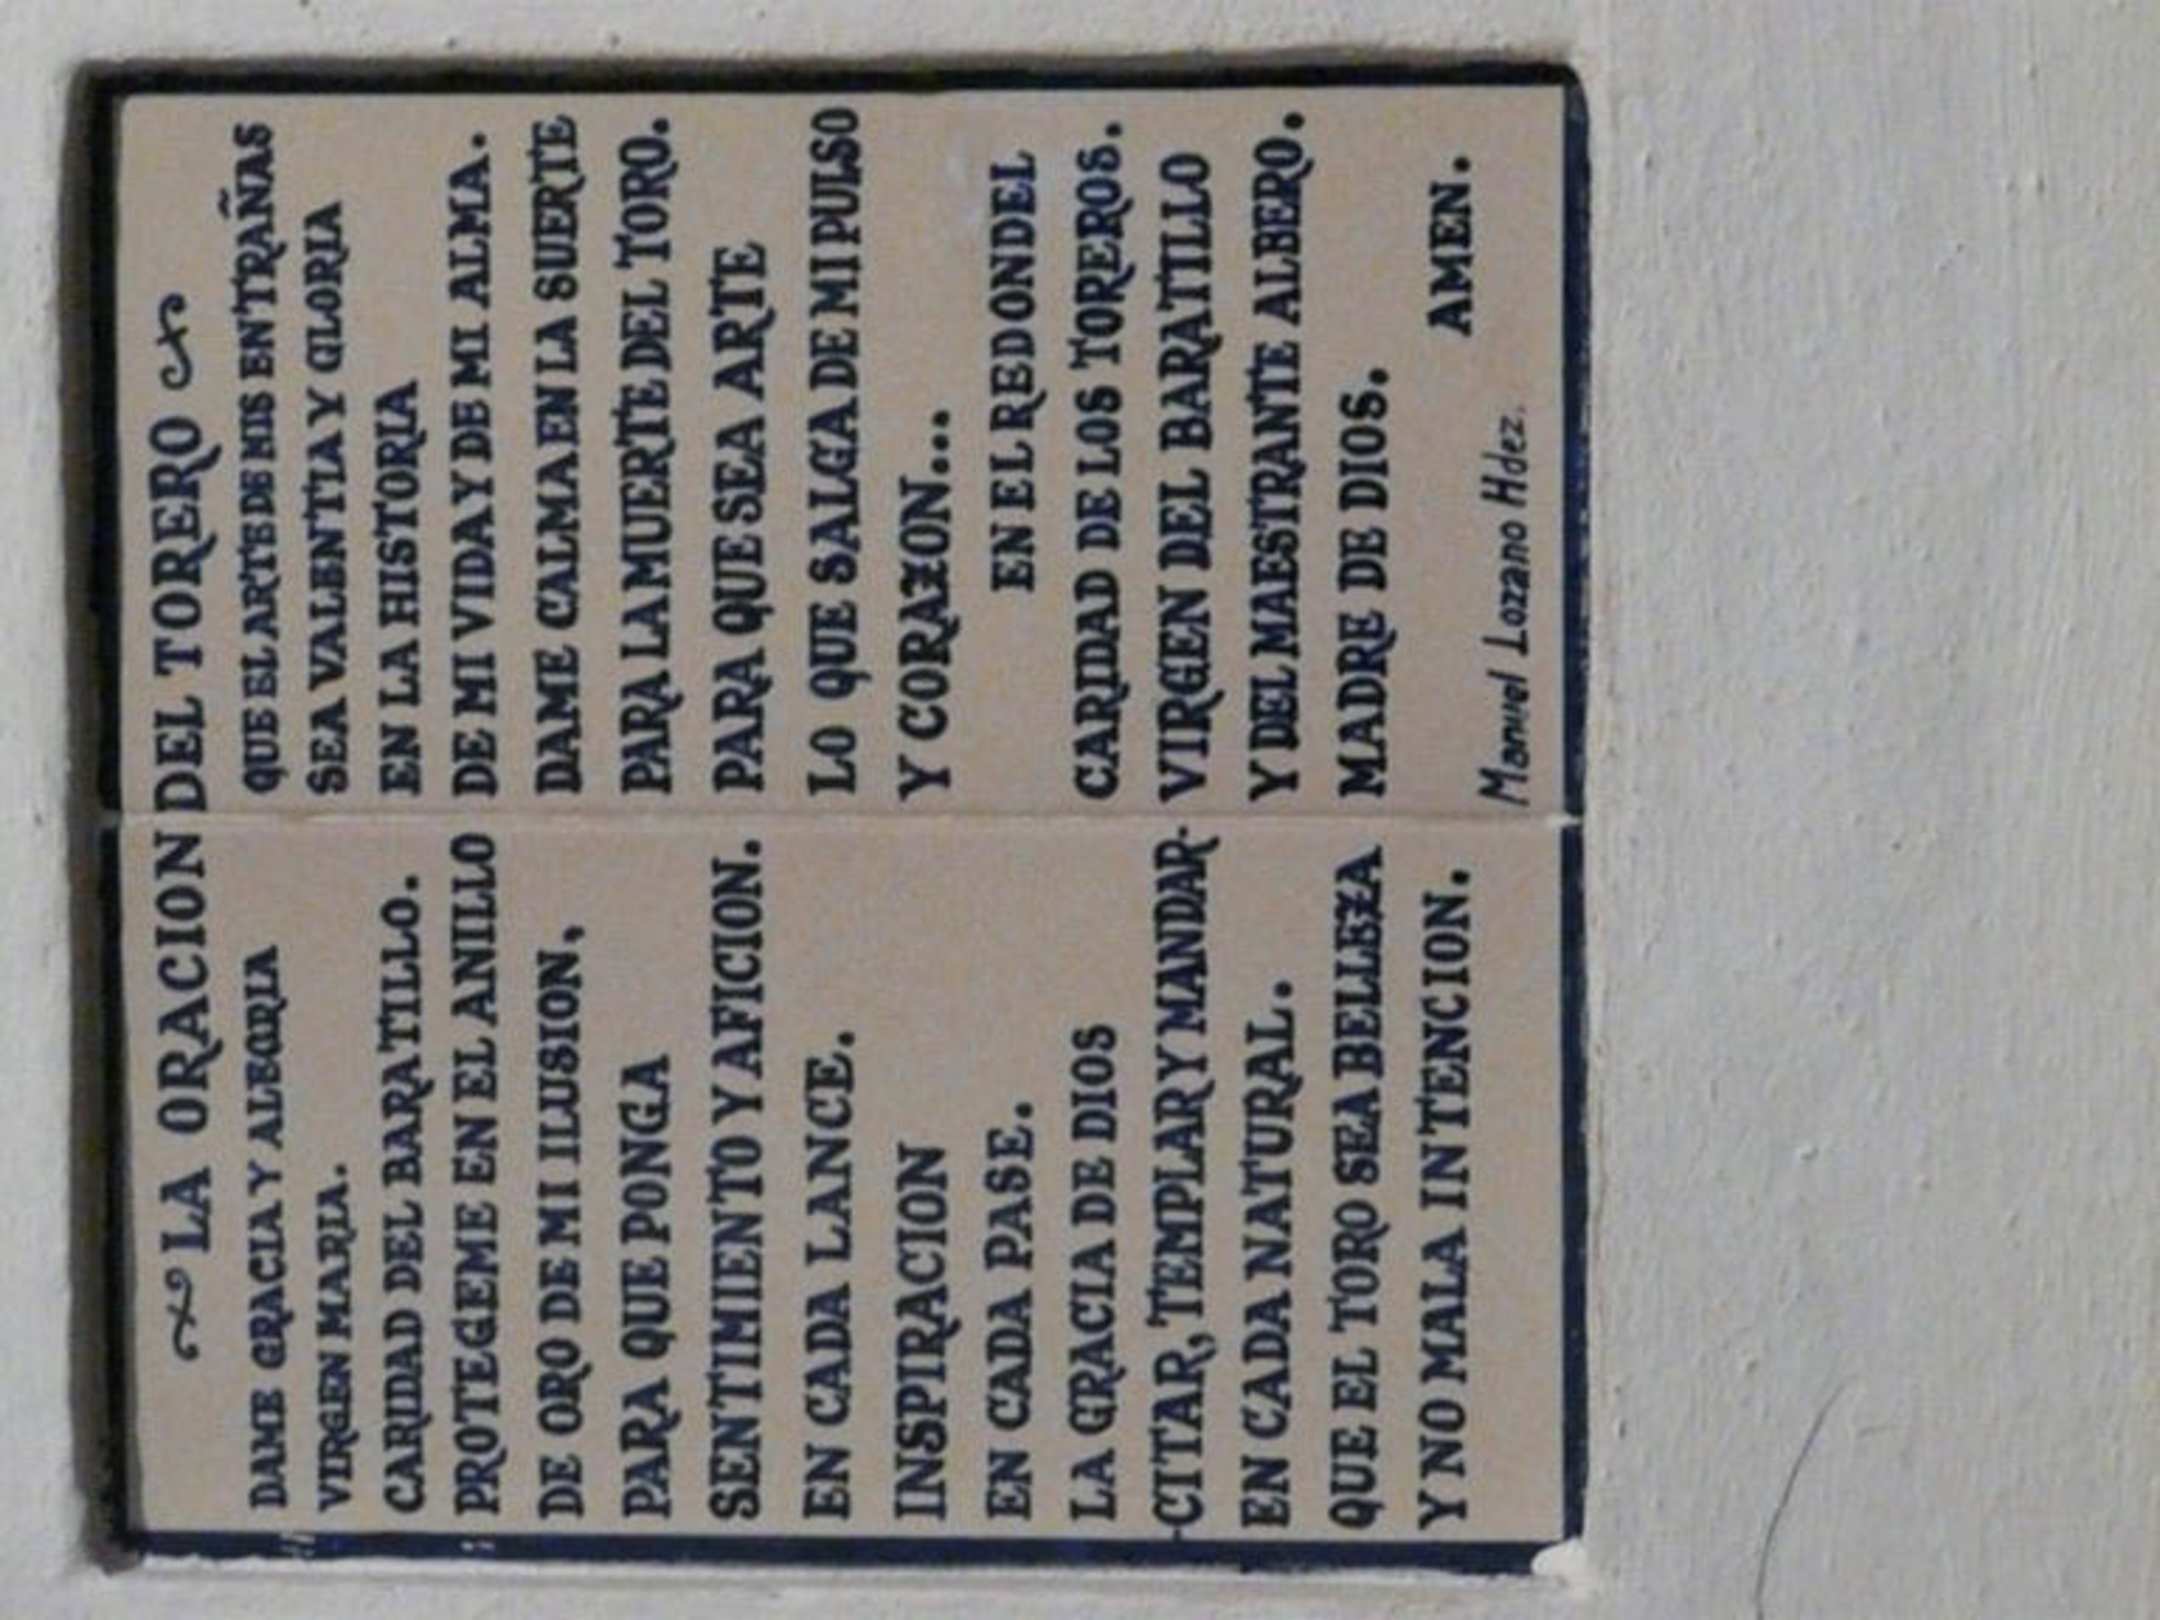 LA ORACION DEL TORERO
DAME GRACIA Y ALEGRIA
VIRGEN MARIA.
CARIDAD DEL BARATILLO.
PROTEGEME EN EL ANILLO
DE ORO DE MI ILUSION,
PARA QUE PONGA
SENTIMIENTO Y AFICION.
EN CADA LANCE.
INSPIRACION
EN CADA PASE.
LA GRACIA DE DIOS
-CITAR, TEMPLAR Y MANDAR-
EN CADA NATURAL.
QUE EL TORO SEA BELLEZA
Y NO MALA INTENCION.
QUE EL ARTE DE MIS ENTRAÑAS
SEA VALENTIA Y GLORIA
EN LA HISTORIA
DE MI VIDA Y DE MI ALMA.
DAME CALMA EN LA SUERTE
PARA LA MUERTE DEL TORO.
PARA QUE SEA ARTE
LO QUE SALGA DE MI PULSO
Y CORAZON...
EN EL REDONDEL
CARIDAD DE LOS TOREROS.
VIRGEN DEL BARATILLO
Y DEL MAESTRANTE ALBERO.
MADRE DE DIOS.
AMEN.
Manuel Lozano Hdez.